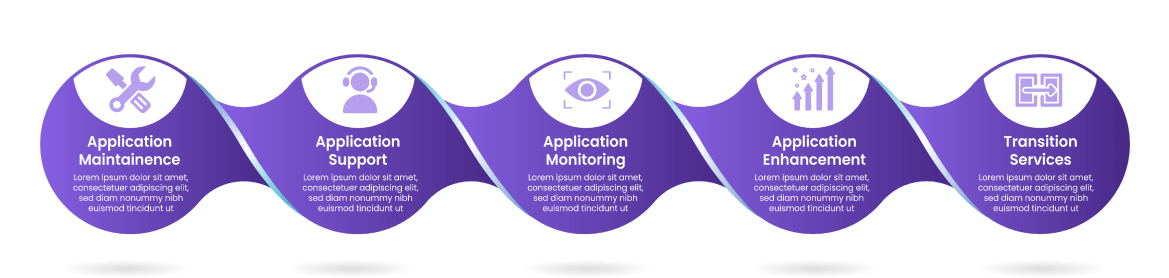 Application
Maintainence
Lorem ipsum dolor sit amet,
consectetuer adipiscing elit,
sed diam nonummy nibh
euismod tincidunt ut
Application
Support
Lorem ipsum dolor sit amet,
consectetuer adipiscing elit,
sed diam nonummy nibh
euismod tincidunt ut
Application
Monitoring
Lorem ipsum dolor sit amet,
consectetuer adipiscing elit,
sed diam nonummy nibh
euismod tincidunt ut
Application
Enhancement
Lorem ipsum dolor sit amet,
consectetuer adipiscing elit,
sed diam nonummy nibh
euismod tincidunt ut
Transition
Services
Lorem ipsum dolor sit amet,
consectetuer adipiscing elit,
sed diam nonummy nibh
euismod tincidunt ut